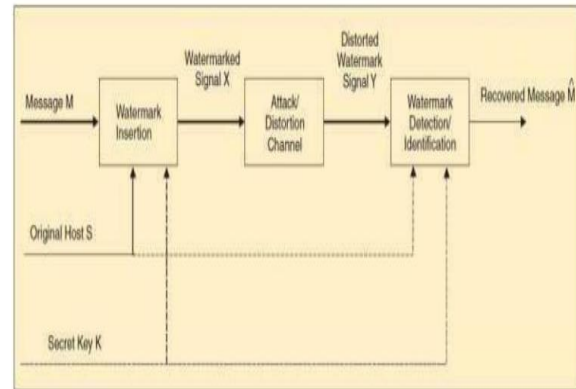 Message M
Watermark
Insertion
Watermarked
Signal X
Attack/
Distortion
Channel
Distorted
Watermark
Signal Y
Watermark
Detection/
Identification
Recovered Message M̂
Original Host S
Secret Key K